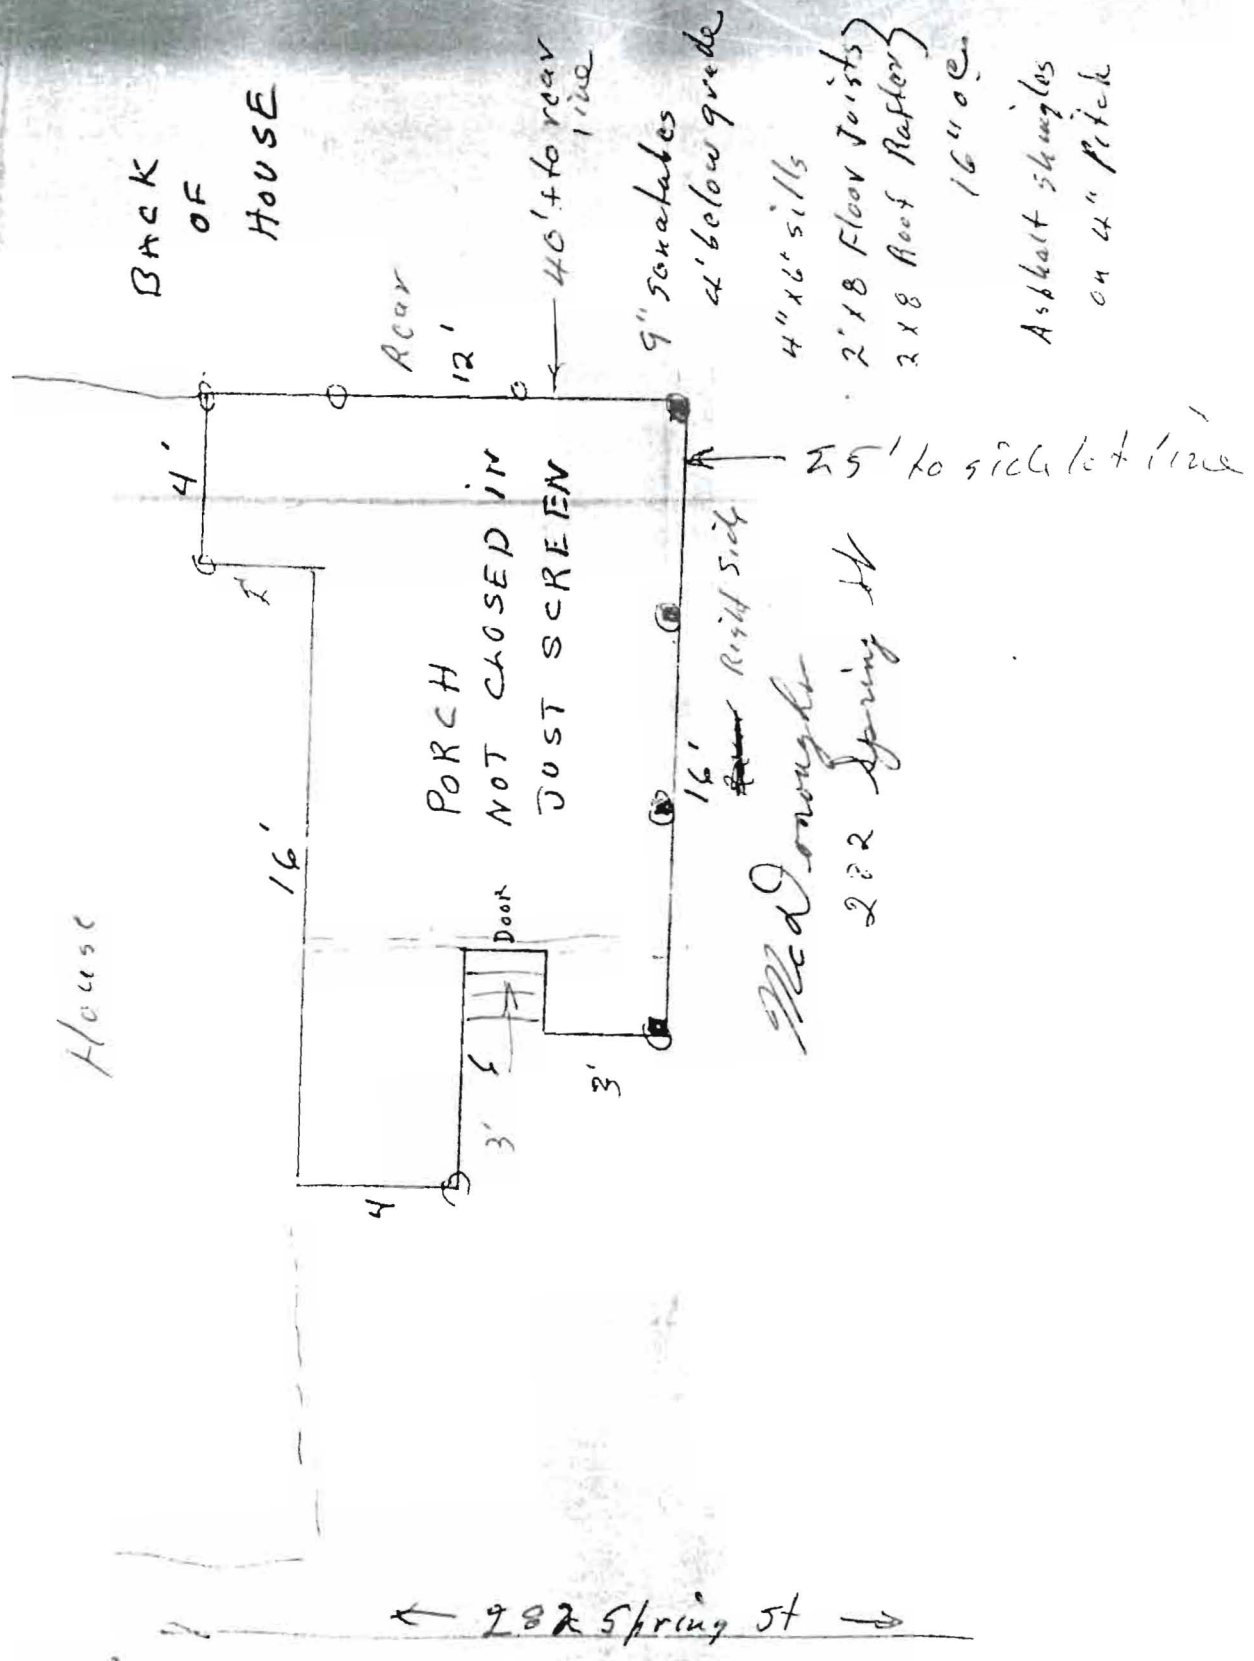 BACK
OF
HOUSE
House
Rear
12'
40' ± to rear
line
4'
16'
PORCH
NOT CLOSED IN
JUST SCREEN
Door
4
3'
3'
16'
Right Side
9" sonatubes
4' below grade
4"x6" sills
2"x8 Floor Joists
2x8 Roof Rafters
16" oc
Asphalt shingles
on 4" Pitch
25' to side lot line
McDonough
282 Spring St
← 282 Spring St →